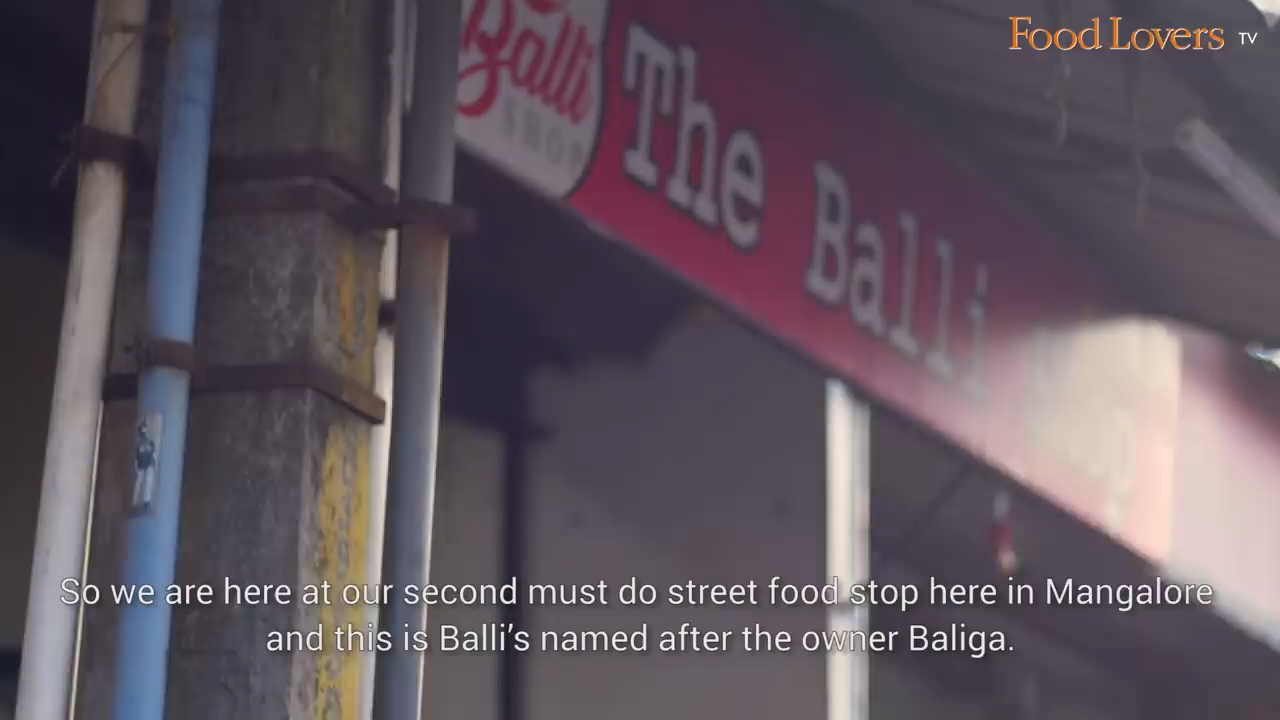 Food Lovers TV
Balli
SHOP
The Balli Shop
So we are here at our second must do street food stop here in Mangalore
and this is Balli’s named after the owner Baliga.